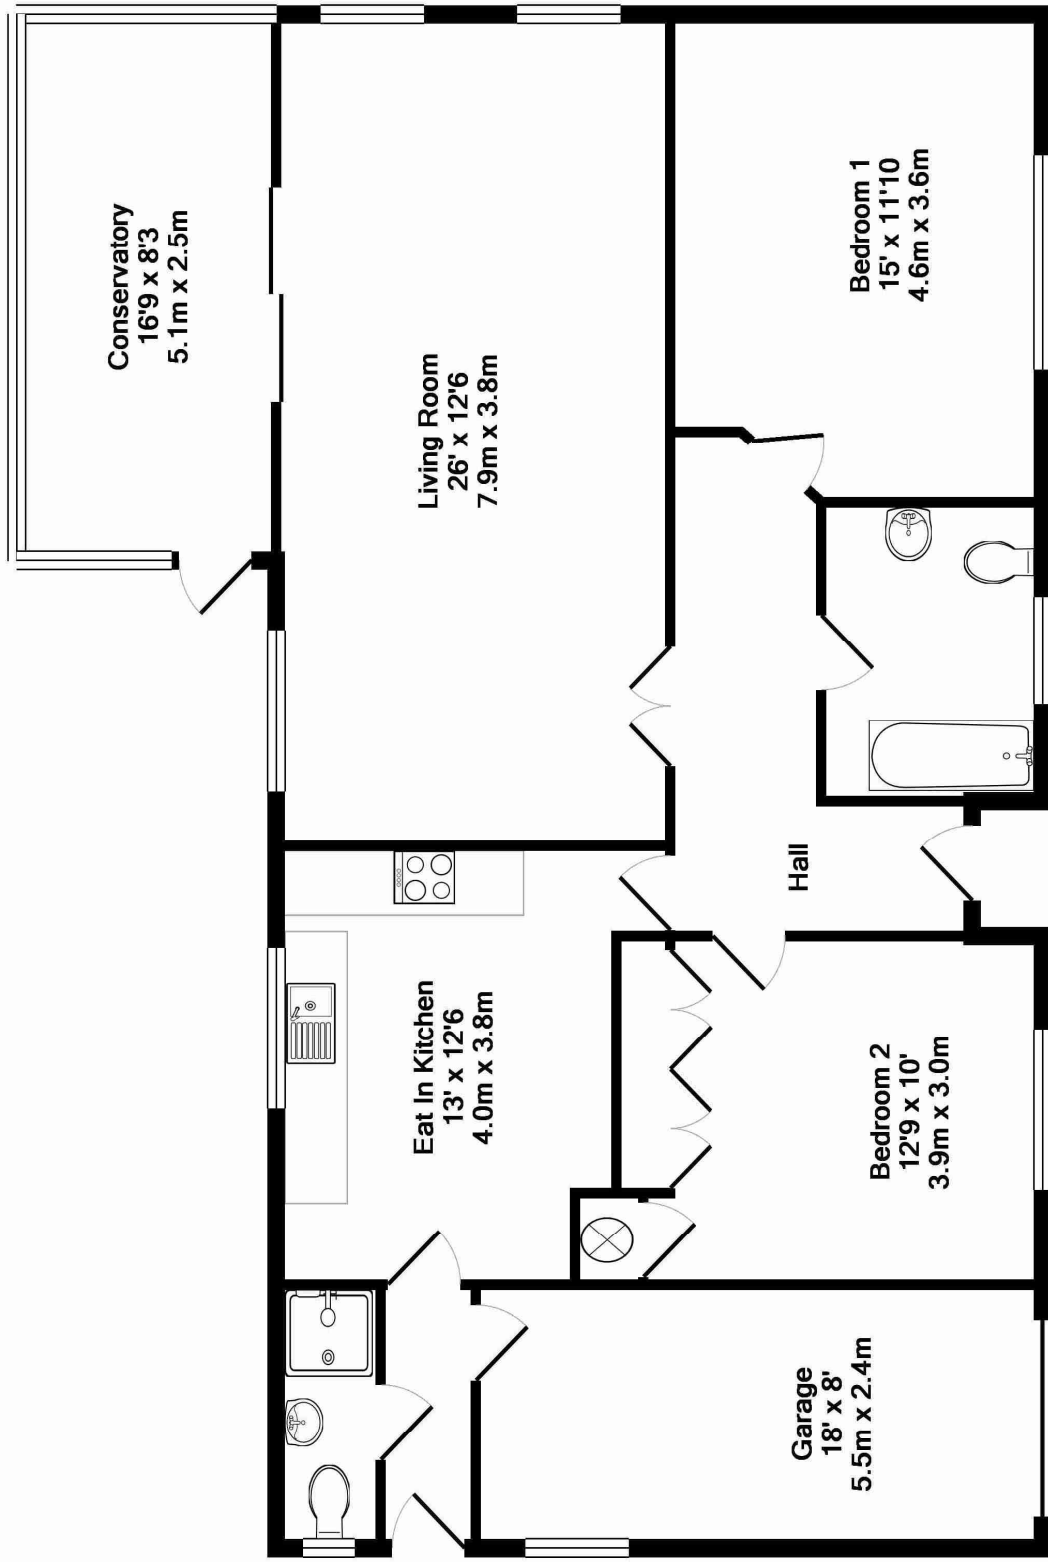 Conservatory
16'9 x 8'3
5.1m x 2.5m
Living Room
26' x 12'6
7.9m x 3.8m
Bedroom 1
15' x 11'10
4.6m x 3.6m
Hall
Eat In Kitchen
13' x 12'6
4.0m x 3.8m
Bedroom 2
12'9 x 10'
3.9m x 3.0m
Garage
18' x 8'
5.5m x 2.4m